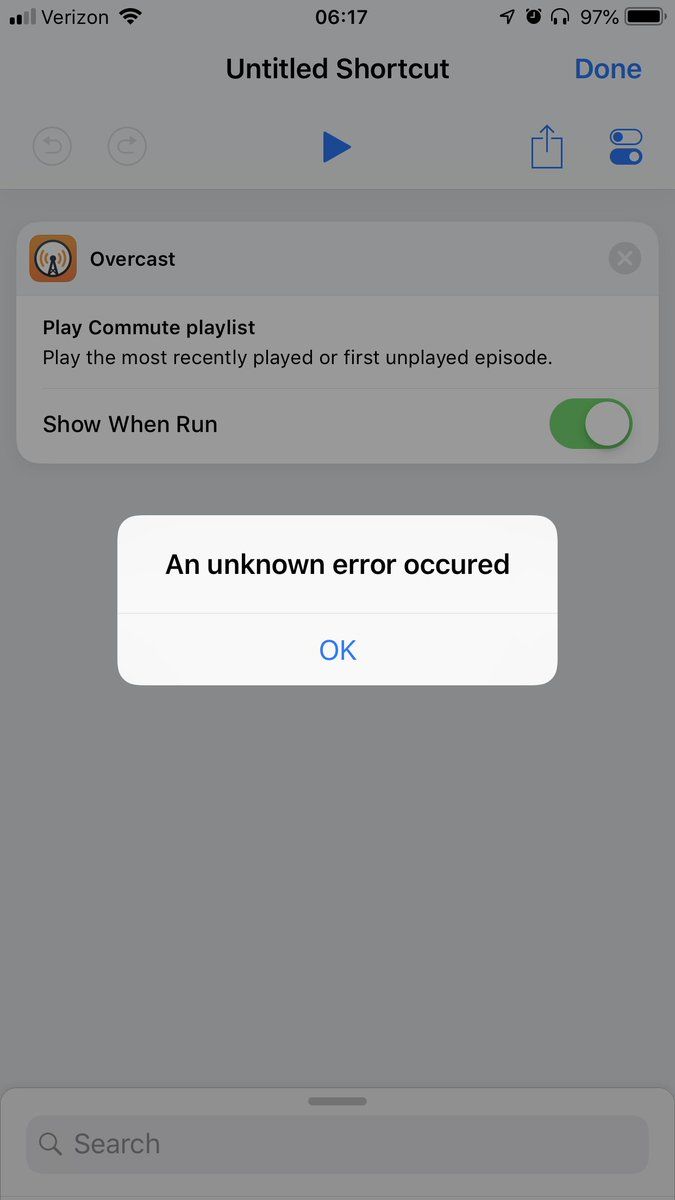 Verizon 06:17 97%
Untitled Shortcut Done
Overcast
Play Commute playlist
Play the most recently played or first unplayed episode.
Show When Run
An unknown error occured
OK
Search